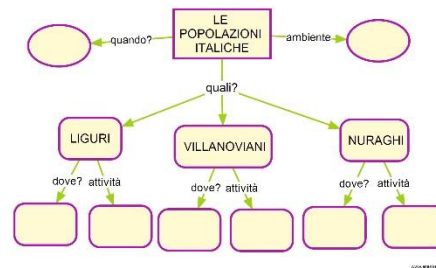 LE
POPOLAZIONI
ITALICHE
quando?
ambiente
quali?
LIGURI
VILLANOVIANI
NURAGHI
dove? attività
dove? attività
dove? attività